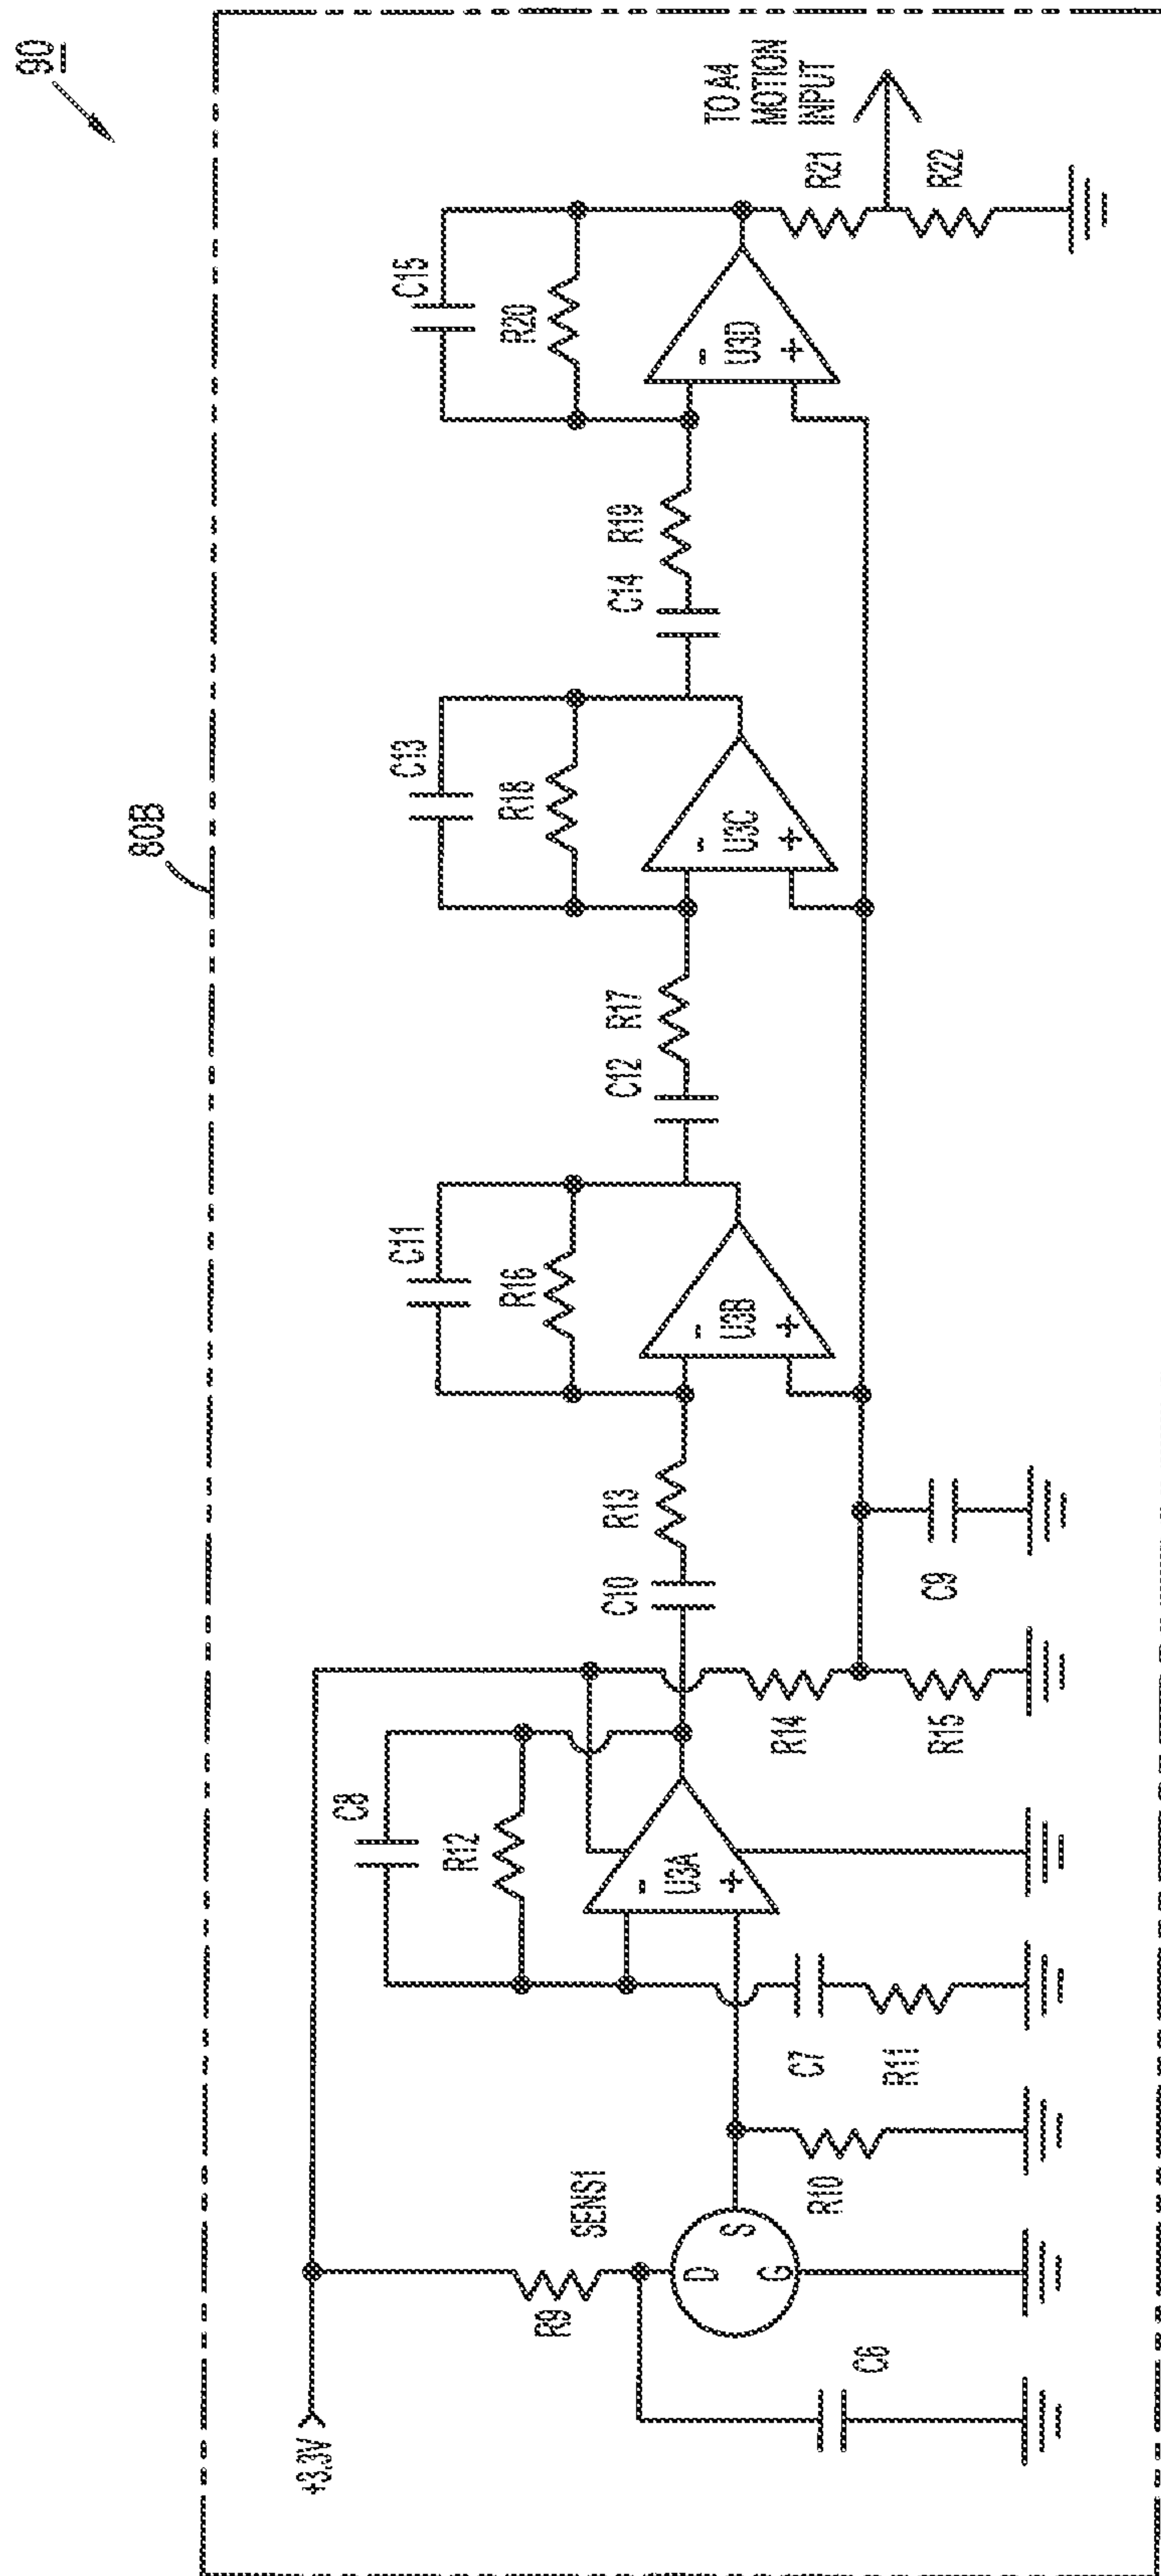 90
80B
+3.3V
R9
C6
SENS1
D
S
G
R10
C7
R11
C8
R12
-
U3A
+
R14
R15
C9
C10
R13
C11
R16
-
U3B
+
C12
R17
C13
R18
-
U3C
+
C14
R19
C15
R20
-
U3D
+
R21
R22
TO A4
MOTION
INPUT